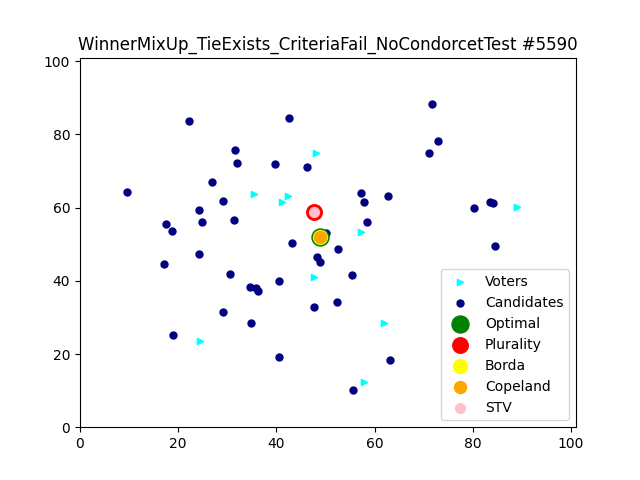 WinnerMixUp_TieExists_CriteriaFail_NoCondorcetTest #5590
100
80
60
40
20
0
0 20 40 60 80 100
Voters
Candidates
Optimal
Plurality
Borda
Copeland
STV